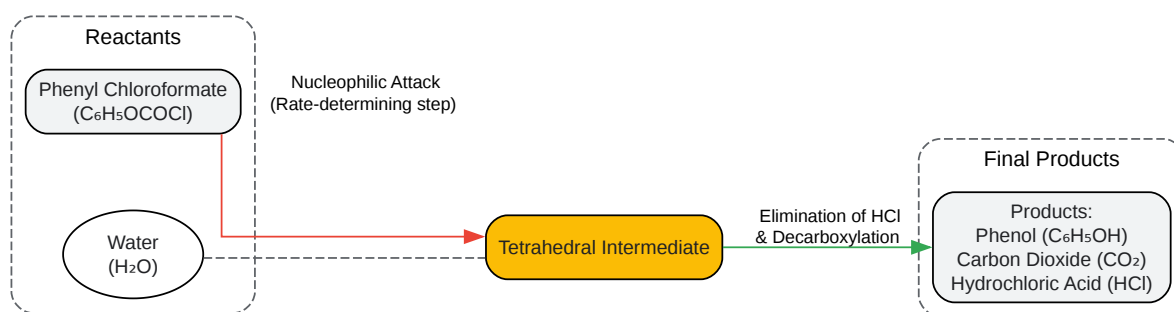 Reactants
Phenyl Chloroformate
(C₆H₅OCOCl)
Nucleophilic Attack
(Rate-determining step)
Water
(H₂O)
Tetrahedral Intermediate
Elimination of HCl
& Decarboxylation
Final Products
Products:
Phenol (C₆H₅OH)
Carbon Dioxide (CO₂)
Hydrochloric Acid (HCl)